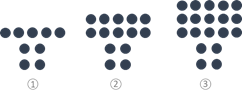 ① ② ③